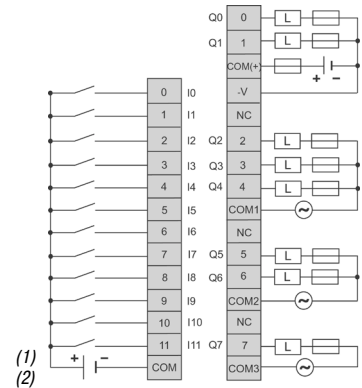 Q0 0 L
Q1 1 L
COM(+) + -
0 I0 -V
1 I1 NC
2 I2 Q2 2 L
3 I3 Q3 3 L
4 I4 Q4 4 L
5 I5 COM1 ~
6 I6 NC
7 I7 Q5 5 L
8 I8 Q6 6 L
9 I9 COM2 ~
10 I10 NC
11 I11 Q7 7 L
(1) + - COM COM3 ~
(2)